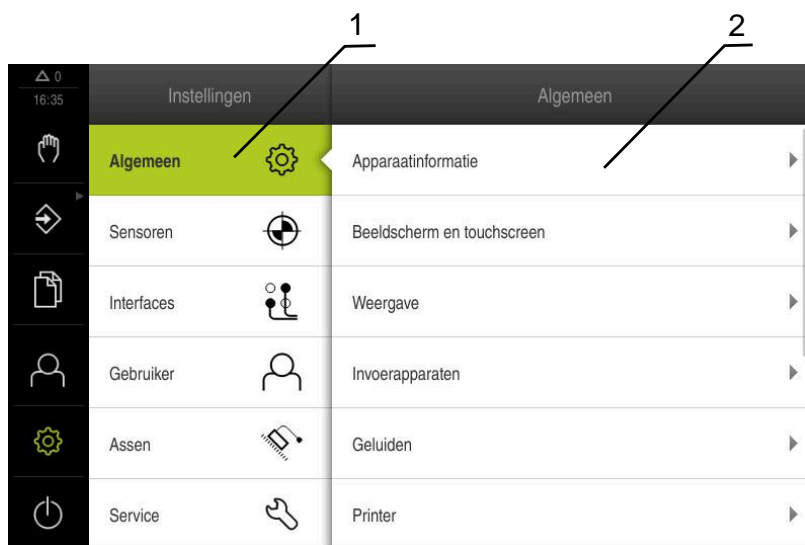 1
2
0
16:35
Instellingen
Algemeen
Algemeen
Apparaatinformatie
Sensoren
Beeldscherm en touchscreen
Interfaces
Weergave
Gebruiker
Invoerapparaten
Assen
Geluiden
Service
Printer